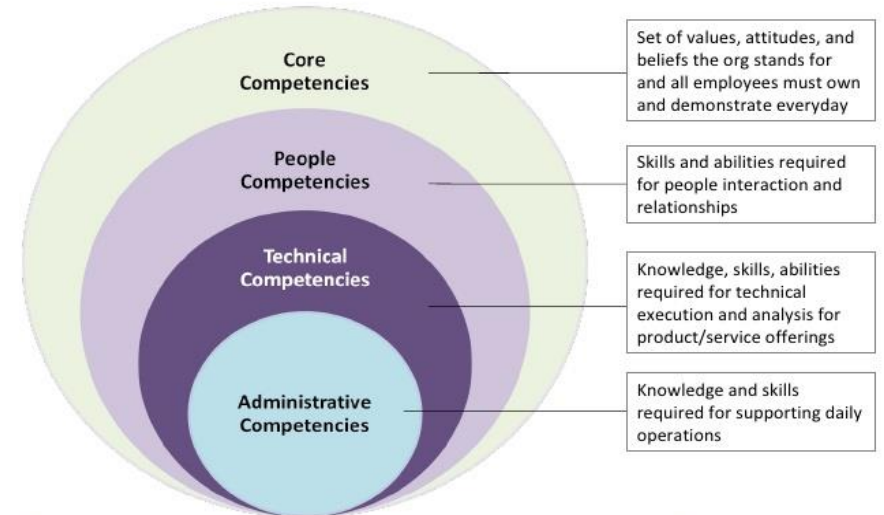 Core
Competencies
Set of values, attitudes, and
beliefs the org stands for
and all employees must own
and demonstrate everyday
People
Competencies
Skills and abilities required
for people interaction and
relationships
Technical
Competencies
Knowledge, skills, abilities
required for technical
execution and analysis for
product/service offerings
Administrative
Competencies
Knowledge and skills
required for supporting daily
operations